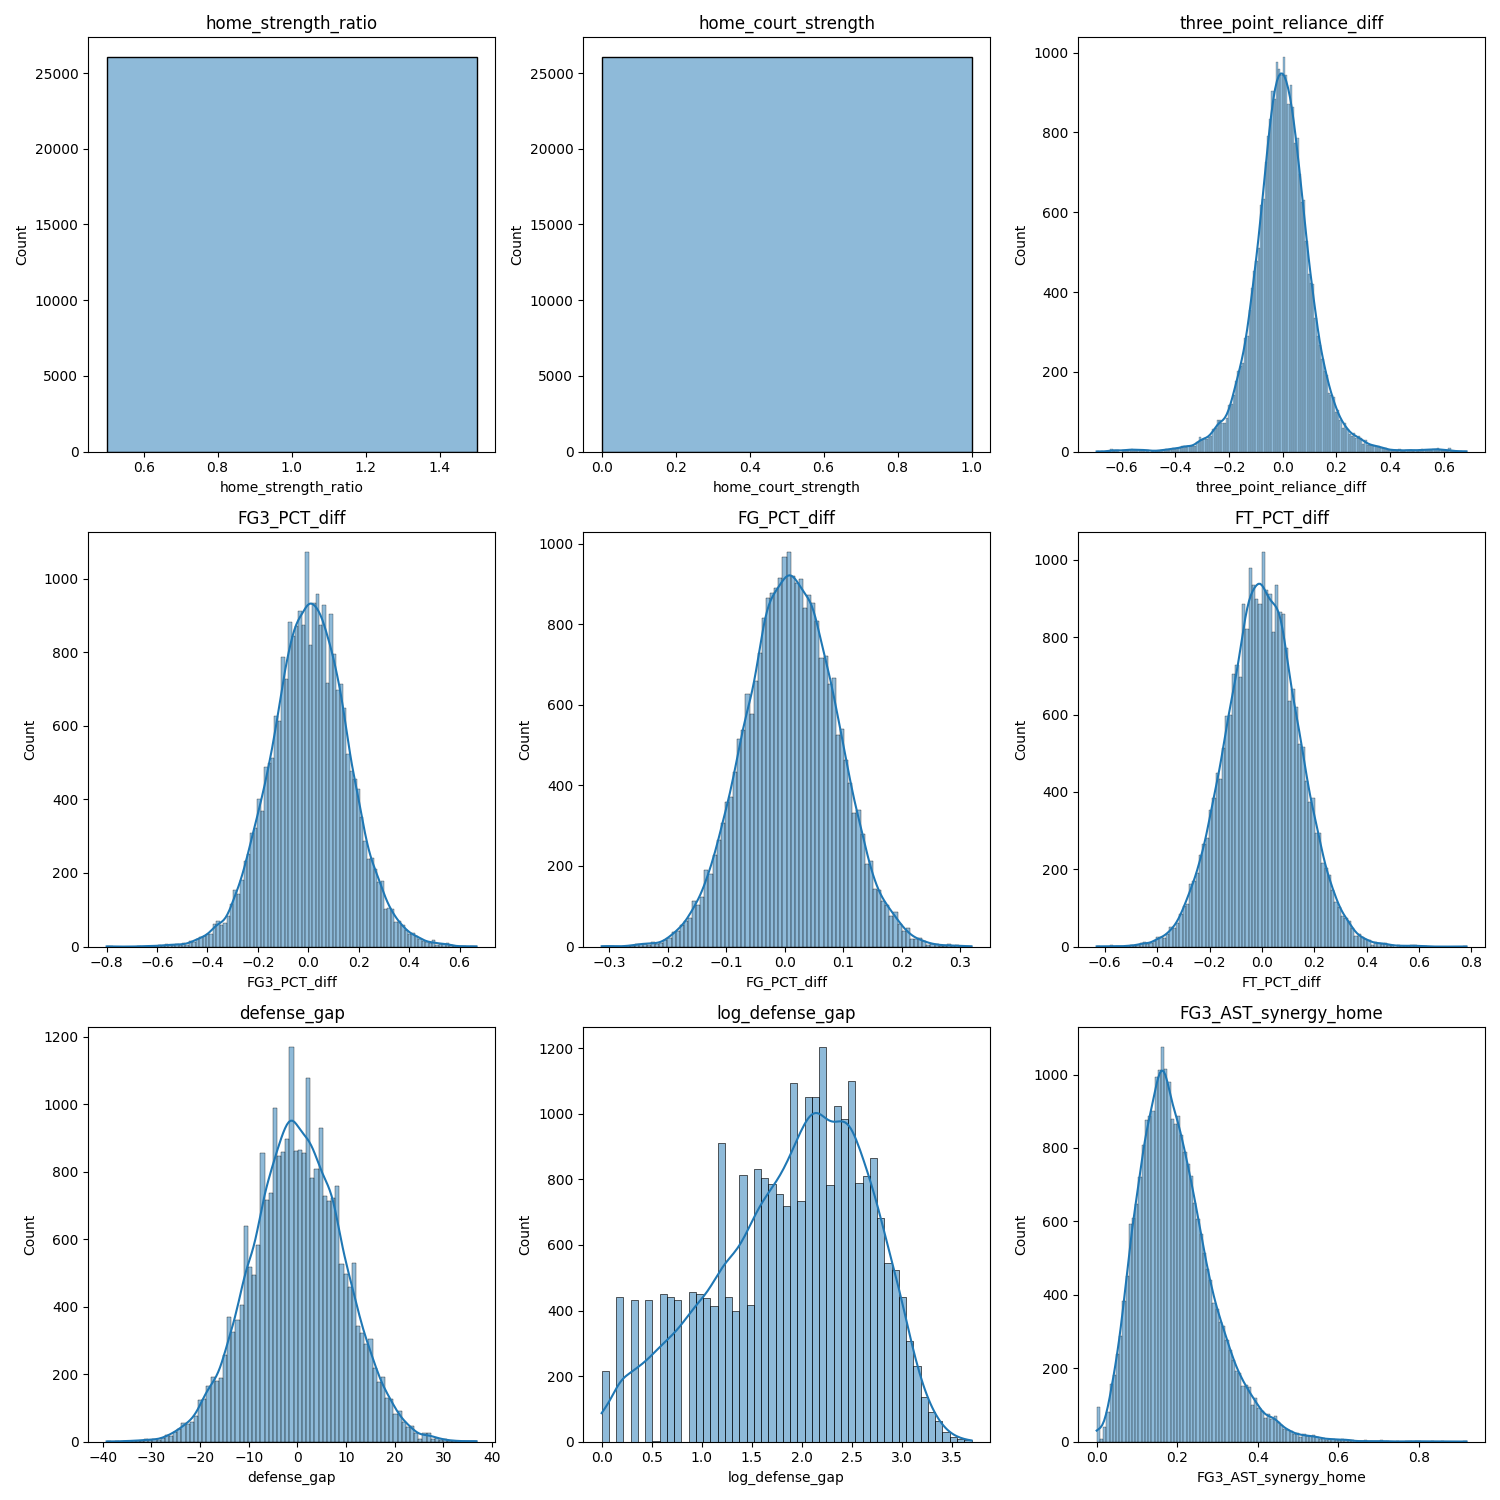 home_strength_ratio
Count
25000
20000
15000
10000
5000
0
0.6 0.8 1.0 1.2 1.4
home_strength_ratio
home_court_strength
Count
25000
20000
15000
10000
5000
0
0.0 0.2 0.4 0.6 0.8 1.0
home_court_strength
three_point_reliance_diff
Count
1000
800
600
400
200
0
−0.6 −0.4 −0.2 0.0 0.2 0.4 0.6
three_point_reliance_diff
FG3_PCT_diff
Count
1000
800
600
400
200
0
−0.8 −0.6 −0.4 −0.2 0.0 0.2 0.4 0.6
FG3_PCT_diff
FG_PCT_diff
Count
1000
800
600
400
200
0
−0.3 −0.2 −0.1 0.0 0.1 0.2 0.3
FG_PCT_diff
FT_PCT_diff
Count
1000
800
600
400
200
0
−0.6 −0.4 −0.2 0.0 0.2 0.4 0.6 0.8
FT_PCT_diff
defense_gap
Count
1200
1000
800
600
400
200
0
−40 −30 −20 −10 0 10 20 30 40
defense_gap
log_defense_gap
Count
1200
1000
800
600
400
200
0
0.0 0.5 1.0 1.5 2.0 2.5 3.0 3.5
log_defense_gap
FG3_AST_synergy_home
Count
1000
800
600
400
200
0
0.0 0.2 0.4 0.6 0.8
FG3_AST_synergy_home